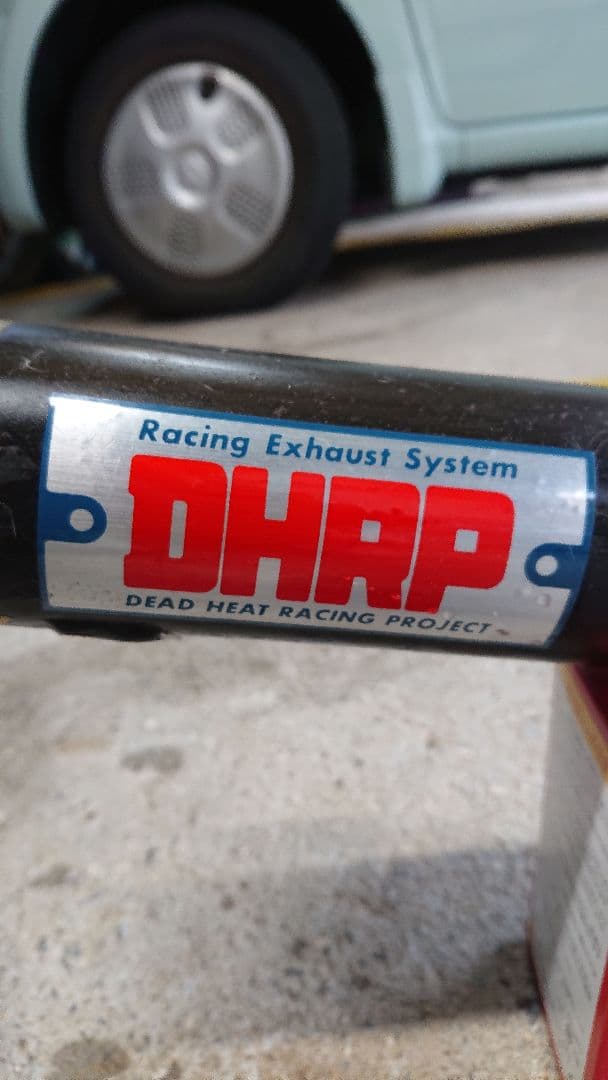 Racing Exhaust System
DHRP
DEAD HEAT RACING PROJECT